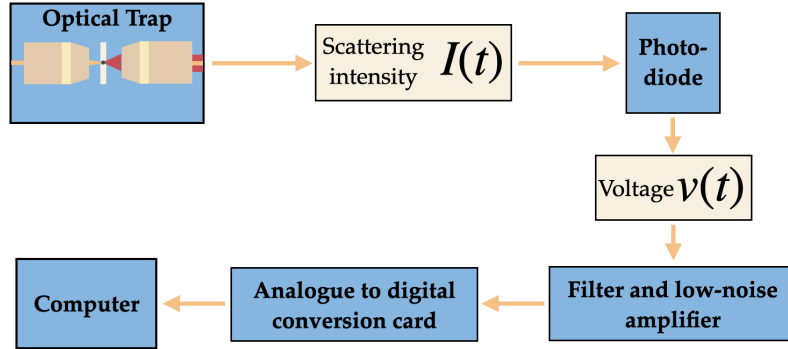 Optical Trap
Scattering
intensity I(t)
Photo-
diode
Voltage v(t)
Filter and low-noise
amplifier
Analogue to digital
conversion card
Computer